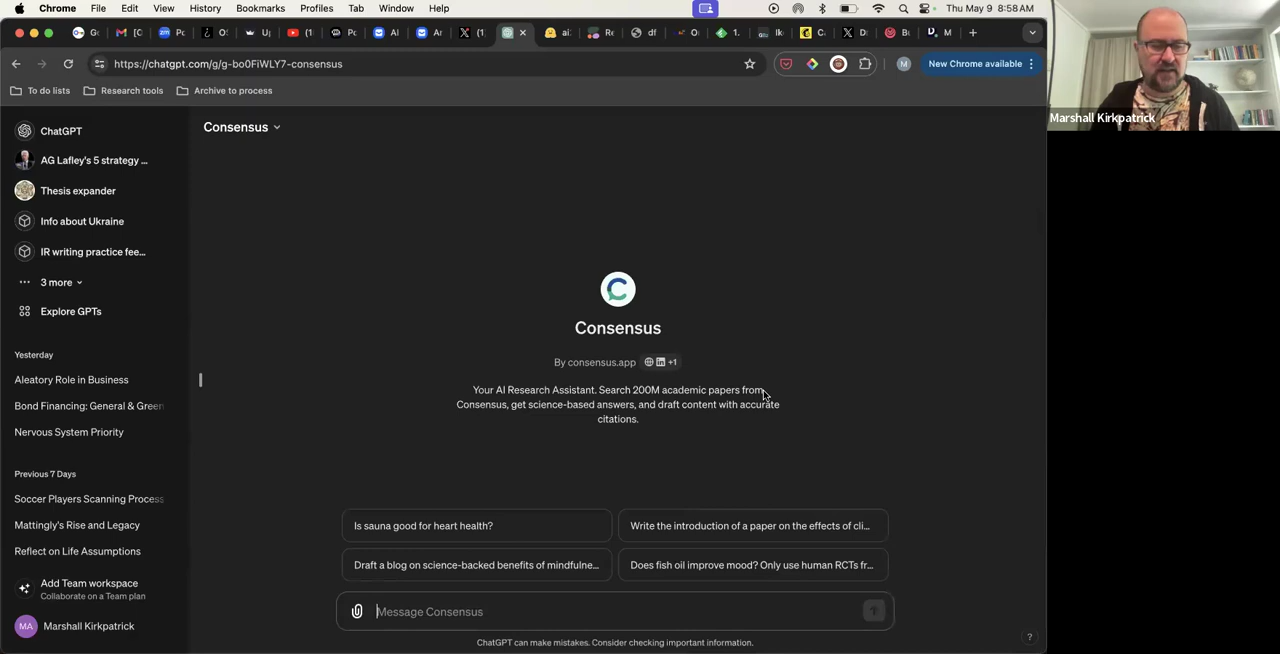 Chrome File Edit View History Bookmarks Profiles Tab Window Help Thu May 9 8:58 AM
https://chatgpt.com/g/g-bo0FiWLY7-consensus
New Chrome available
To do lists Research tools Archive to process
ChatGPT
AG Lafley's 5 strategy ...
Thesis expander
Info about Ukraine
IR writing practice fee...
3 more
Explore GPTs
Yesterday
Aleatory Role in Business
Bond Financing: General & Green
Nervous System Priority
Previous 7 Days
Soccer Players Scanning Process
Mattingly's Rise and Legacy
Reflect on Life Assumptions
Add Team workspace
Collaborate on a Team plan
MA Marshall Kirkpatrick
Consensus
Consensus
By consensus.app +1
Your AI Research Assistant. Search 200M academic papers from
Consensus, get science-based answers, and draft content with accurate
citations.
Is sauna good for heart health?
Write the introduction of a paper on the effects of cli...
Draft a blog on science-backed benefits of mindfulne...
Does fish oil improve mood? Only use human RCTs fr...
Message Consensus
ChatGPT can make mistakes. Consider checking important information.
?
Marshall Kirkpatrick